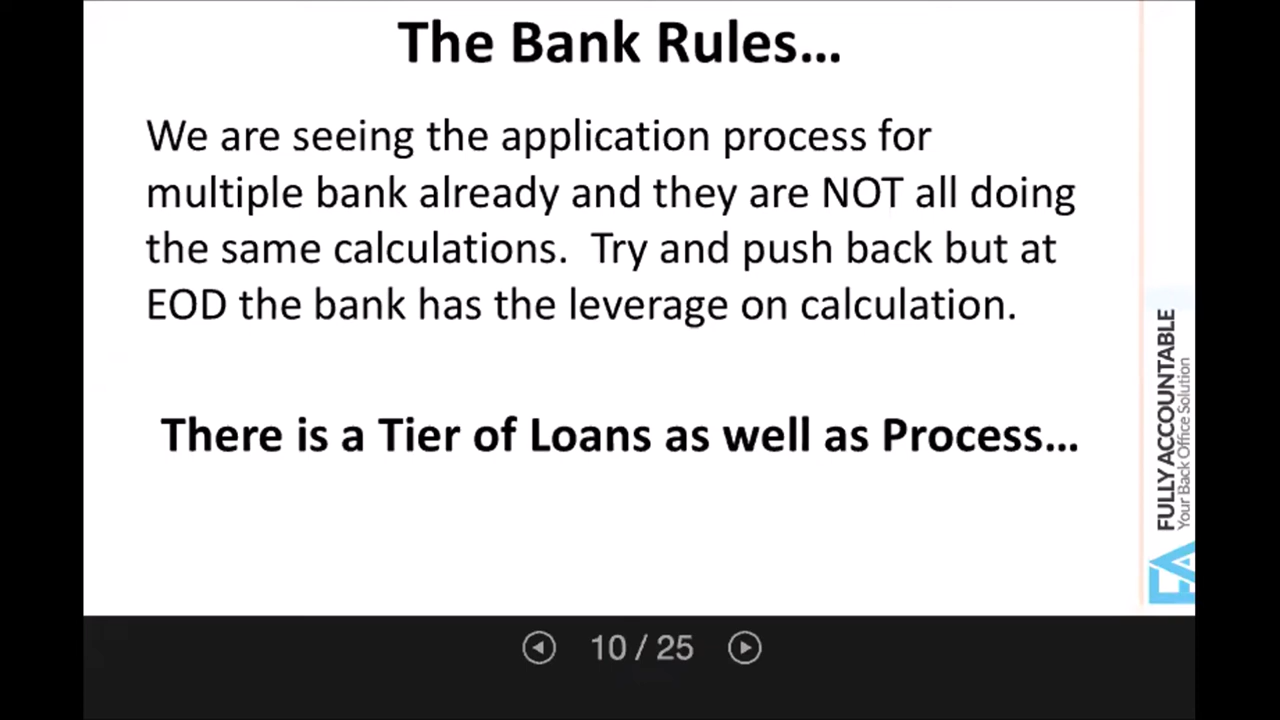 The Bank Rules...
We are seeing the application process for
multiple bank already and they are NOT all doing
the same calculations.  Try and push back but at
EOD the bank has the leverage on calculation.
There is a Tier of Loans as well as Process...
FULLY ACCOUNTABLE
Your Back Office Solution
FA
10 / 25